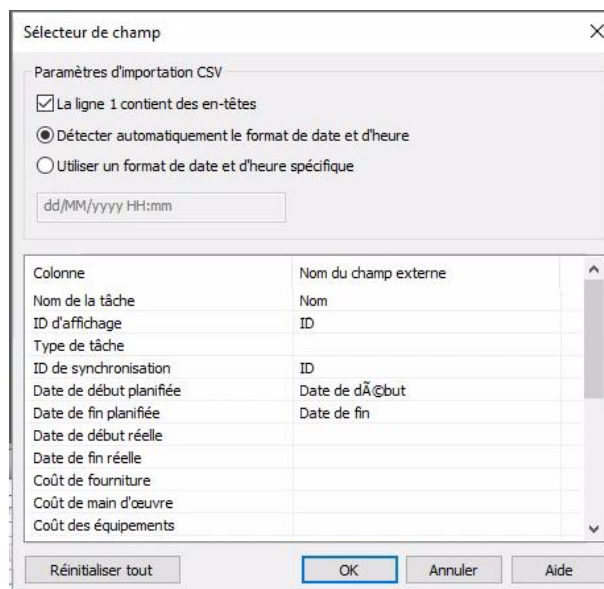 Sélecteur de champ
Paramètres d'importation CSV
La ligne 1 contient des en-têtes
Détecter automatiquement le format de date et d'heure
Utiliser un format de date et d'heure spécifique
dd/MM/yyyy HH:mm
Colonne Nom du champ externe
Nom de la tâche Nom
ID d'affichage ID
Type de tâche
ID de synchronisation ID
Date de début planifiée Date de dÃ©but
Date de fin planifiée Date de fin
Date de début réelle
Date de fin réelle
Coût de fourniture
Coût de main d'œuvre
Coût des équipements
Réinitialiser tout OK Annuler Aide